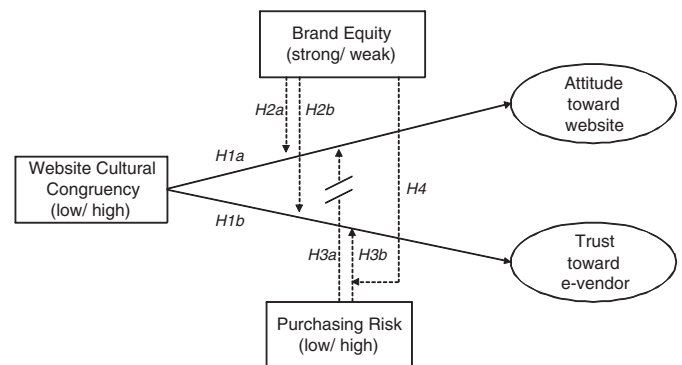 Brand Equity
(strong/ weak)
Attitude
toward
website
H2a
H2b
H1a
Website Cultural
Congruency
(low/ high)
H4
H1b
H3a
H3b
Trust
toward
e-vendor
Purchasing Risk
(low/ high)